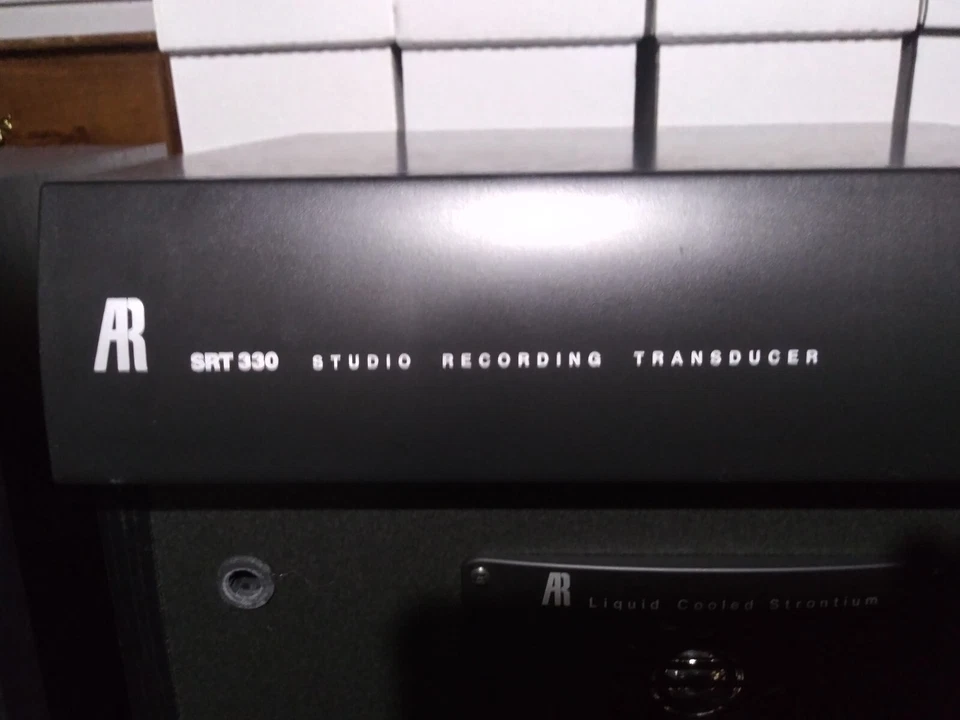 AR SRT 330 STUDIO RECORDING TRANSDUCER
AR Liquid Cooled Strontium